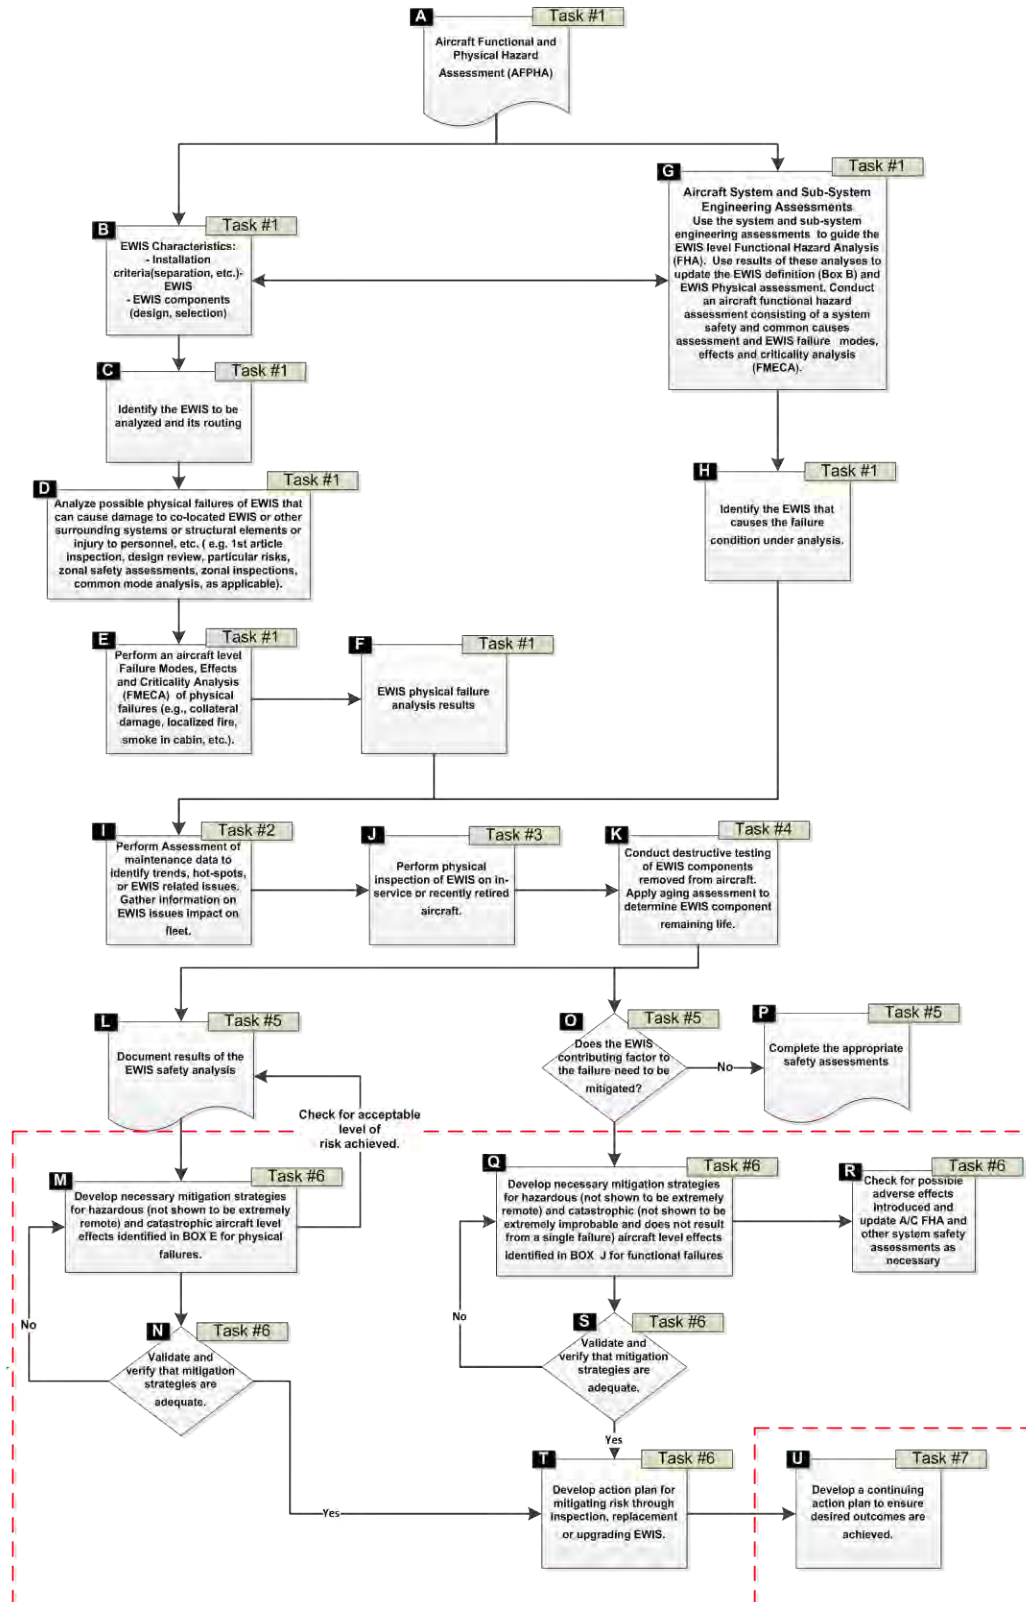 A
Task #1
Aircraft Functional and
Physical Hazard
Assessment (AFPHA)
G
Task #1
Aircraft System and Sub-System
Engineering Assessments
Use the system and sub-system
engineering assessments to guide the
EWIS level Functional Hazard Analysis
(FHA). Use results of these analyses to
update the EWIS definition (Box B) and
EWIS Physical assessment. Conduct
an aircraft functional hazard
assessment consisting of a system
safety and common causes
assessment and EWIS failure modes,
effects and criticality analysis
(FMECA).
B
Task #1
EWIS Characteristics:
- Installation
criteria(separation, etc.)-
EWIS
- EWIS components
(design, selection)
C
Task #1
Identify the EWIS to be
analyzed and its routing
D
Task #1
Analyze possible physical failures of EWIS that
can cause damage to co-located EWIS or other
surrounding systems or structural elements or
injury to personnel, etc. ( e.g. 1st article
inspection, design review, particular risks,
zonal safety assessments, zonal inspections,
common mode analysis, as applicable).
H
Task #1
Identify the EWIS that
causes the failure
condition under analysis.
E
Task #1
Perform an aircraft level
Failure Modes, Effects
and Criticality Analysis
(FMECA) of physical
failures (e.g., collateral
damage, localized fire,
smoke in cabin, etc.).
F
Task #1
EWIS physical failure
analysis results
I
Task #2
Perform Assessment of
maintenance data to
identify trends, hot-spots,
or EWIS related issues.
Gather information on
EWIS issues impact on
fleet.
J
Task #3
Perform physical
inspection of EWIS on in-
service or recently retired
aircraft.
K
Task #4
Conduct destructive testing
of EWIS components
removed from aircraft.
Apply aging assessment to
determine EWIS component
remaining life.
L
Task #5
Document results of the
EWIS safety analysis
O
Task #5
Does the EWIS
contributing factor to
the failure need to be
mitigated?
No
P
Task #5
Complete the appropriate
safety assessments
Check for acceptable
level of
risk achieved.
M
Task #6
Develop necessary mitigation strategies
for hazardous (not shown to be extremely
remote) and catastrophic aircraft level
effects identified in BOX E for physical
failures.
Q
Task #6
Develop necessary mitigation strategies
for hazardous (not shown to be extremely
remote) and catastrophic (not shown to
be extremely improbable and does not result
from a single failure) aircraft level effects
identified in BOX J for functional failures
R
Task #6
Check for possible
adverse effects
introduced and
update A/C FHA and
other system safety
assessments as
necessary
No
N
Task #6
Validate and
verify that mitigation
strategies are
adequate.
No
S
Task #6
Validate and
verify that mitigation
strategies are
adequate.
Yes
Yes
T
Task #6
Develop action plan for
mitigating risk through
inspection, replacement
or upgrading EWIS.
U
Task #7
Develop a continuing
action plan to ensure
desired outcomes are
achieved.